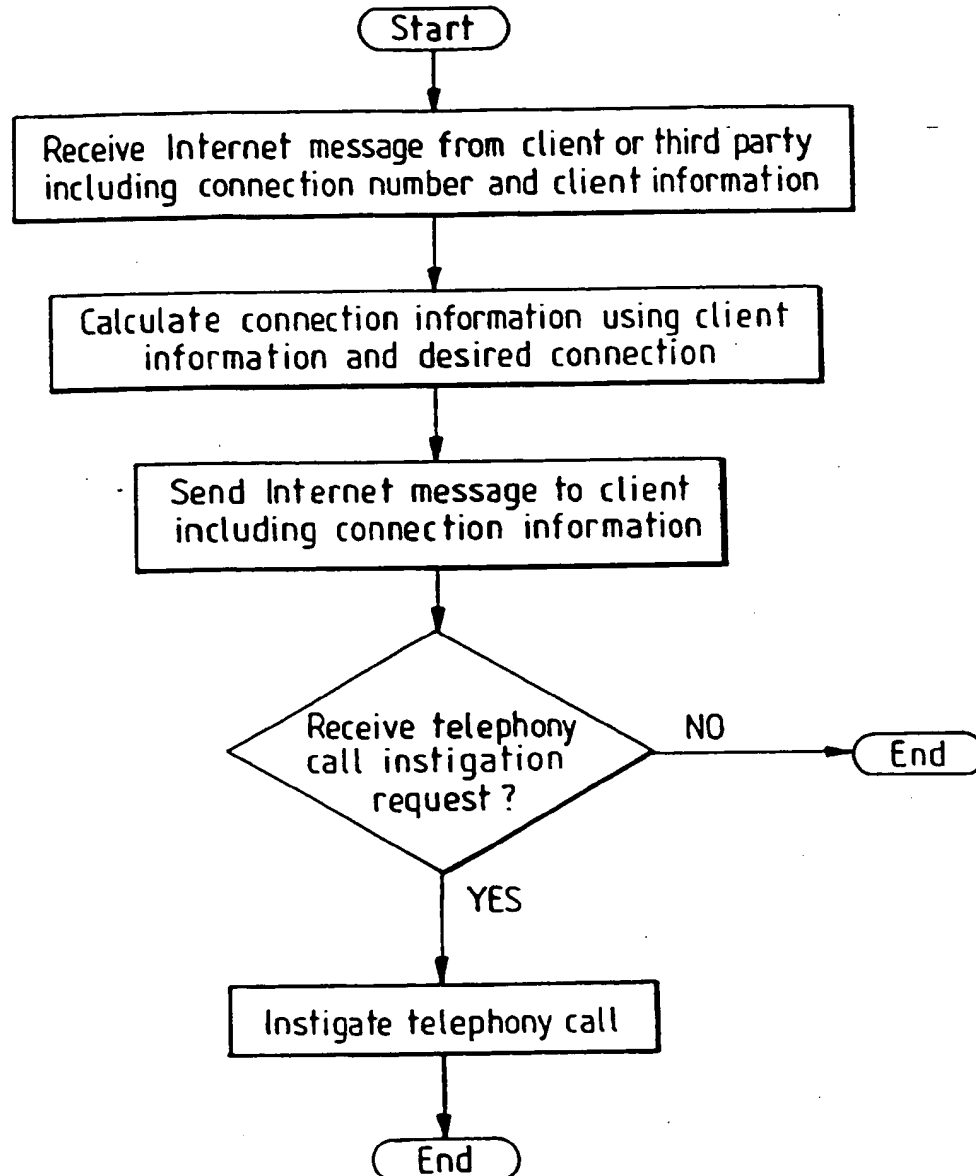 Start
Receive Internet message from client or third party
including connection number and client information
Calculate connection information using client
information and desired connection
Send Internet message to client
including connection information
Receive telephony
call instigation
request ?
NO
End
YES
Instigate telephony call
End